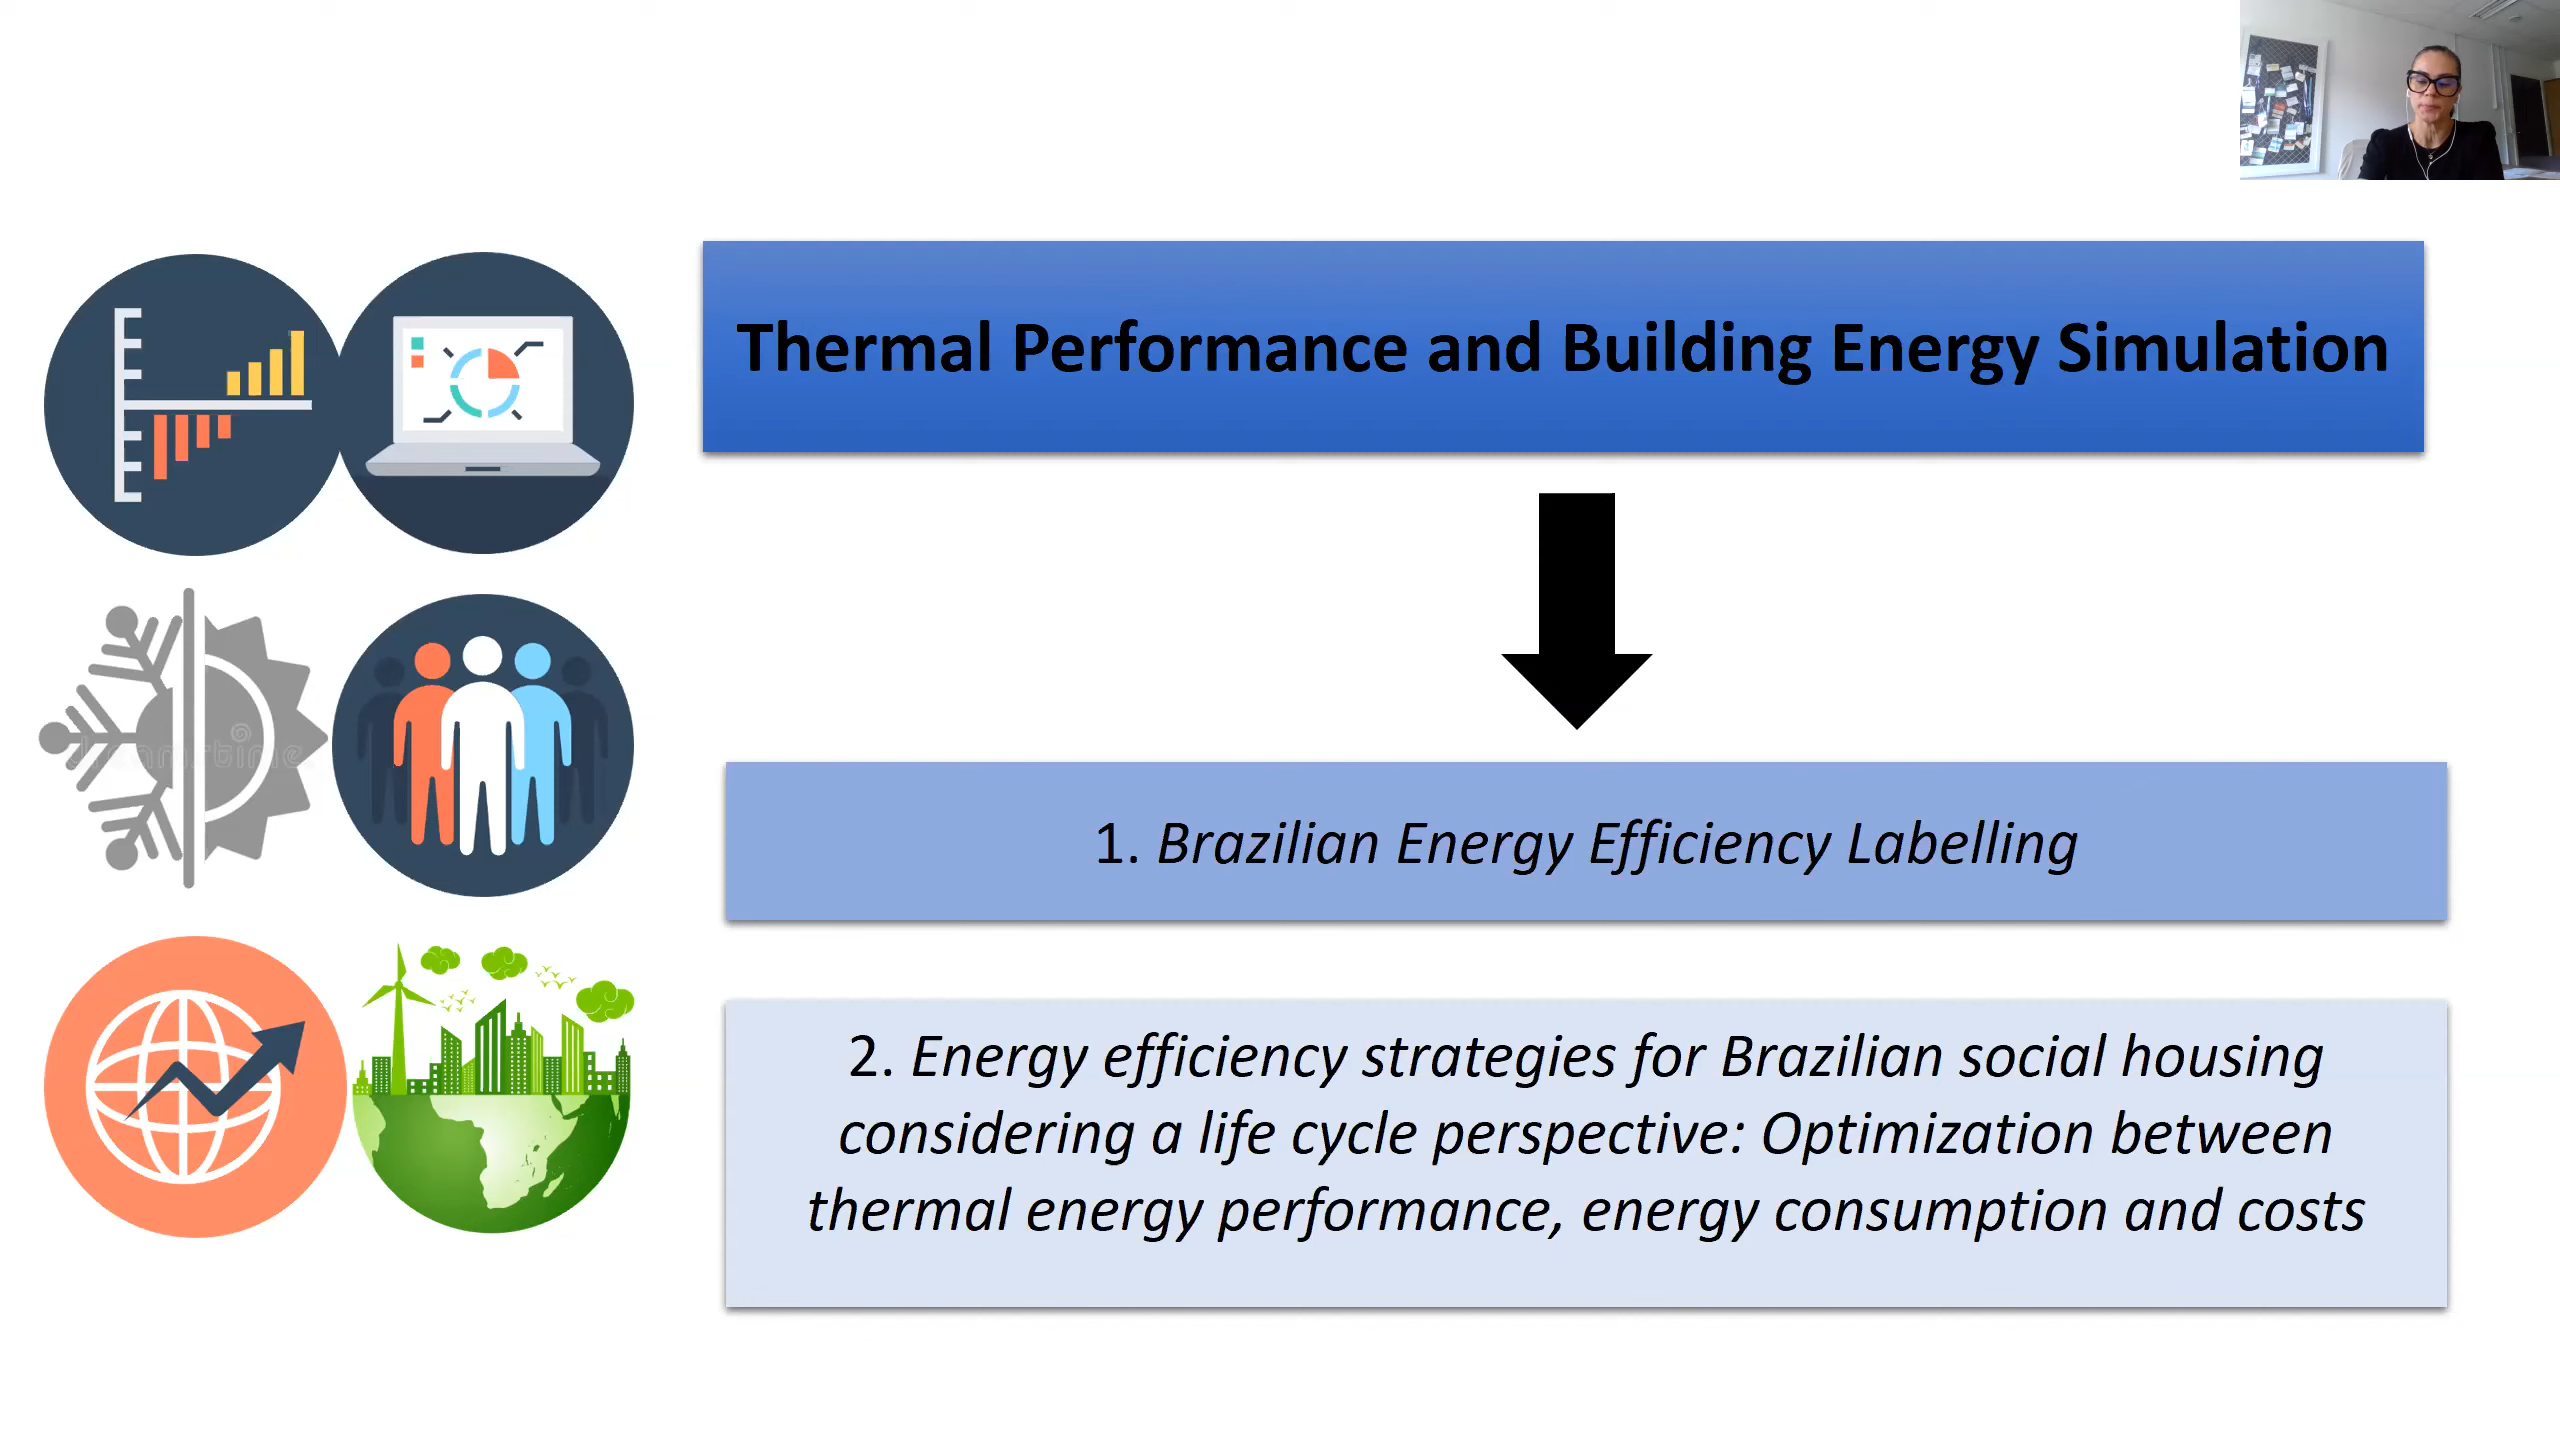 Thermal Performance and Building Energy Simulation
1. Brazilian Energy Efficiency Labelling
2. Energy efficiency strategies for Brazilian social housing
considering a life cycle perspective: Optimization between
thermal energy performance, energy consumption and costs